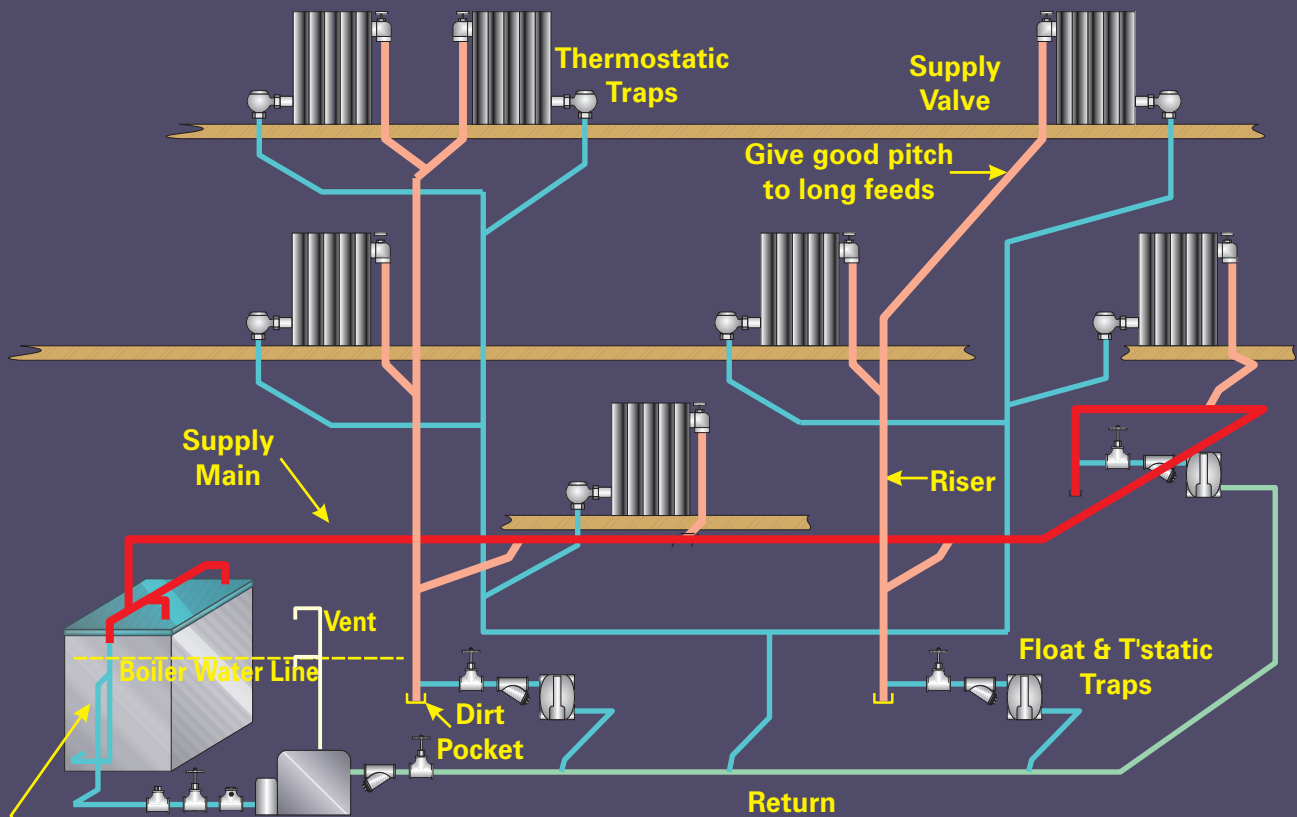 Thermostatic
Traps
Supply
Valve
Give good pitch
to long feeds
Supply
Main
Riser
Vent
Boiler Water Line
Float & T'static
Traps
Dirt
Pocket
Return